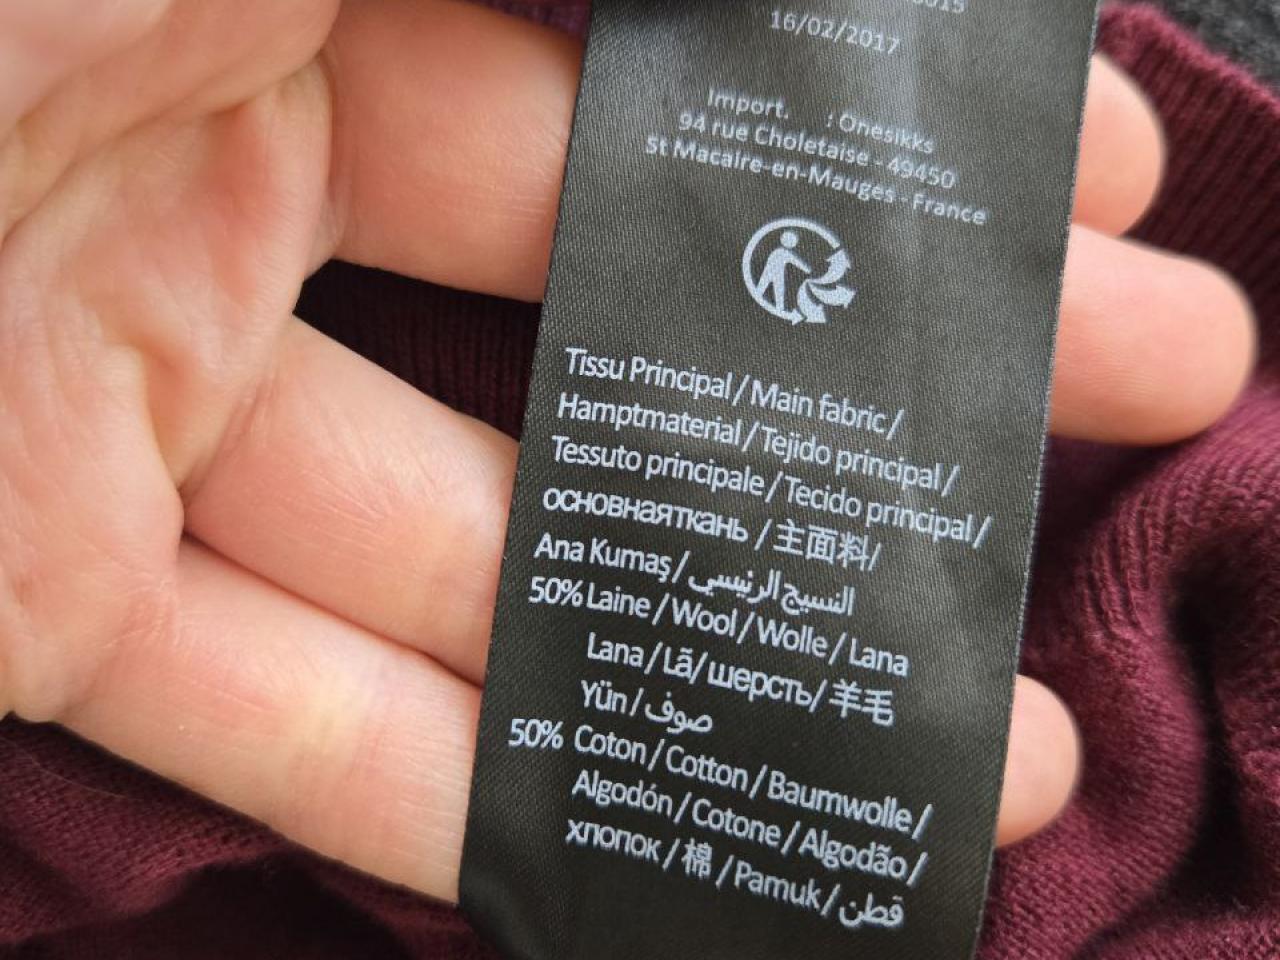 16/02/2017
Import. : Onesikks
94 rue Choletaise - 49450
St Macaire-en-Mauges - France
Tissu Principal / Main fabric /
Hamptmaterial / Tejido principal /
Tessuto principale / Tecido principal /
основнаяткань / 主面料/
Ana Kumaş / النسيج الرئيسي
50% Laine / Wool / Wolle / Lana
Lana / Lã/ шерсть/ 羊毛
Yün / صوف
50% Coton / Cotton / Baumwolle /
Algodón / Cotone / Algodão /
хлопок / 棉 / Pamuk / قطن